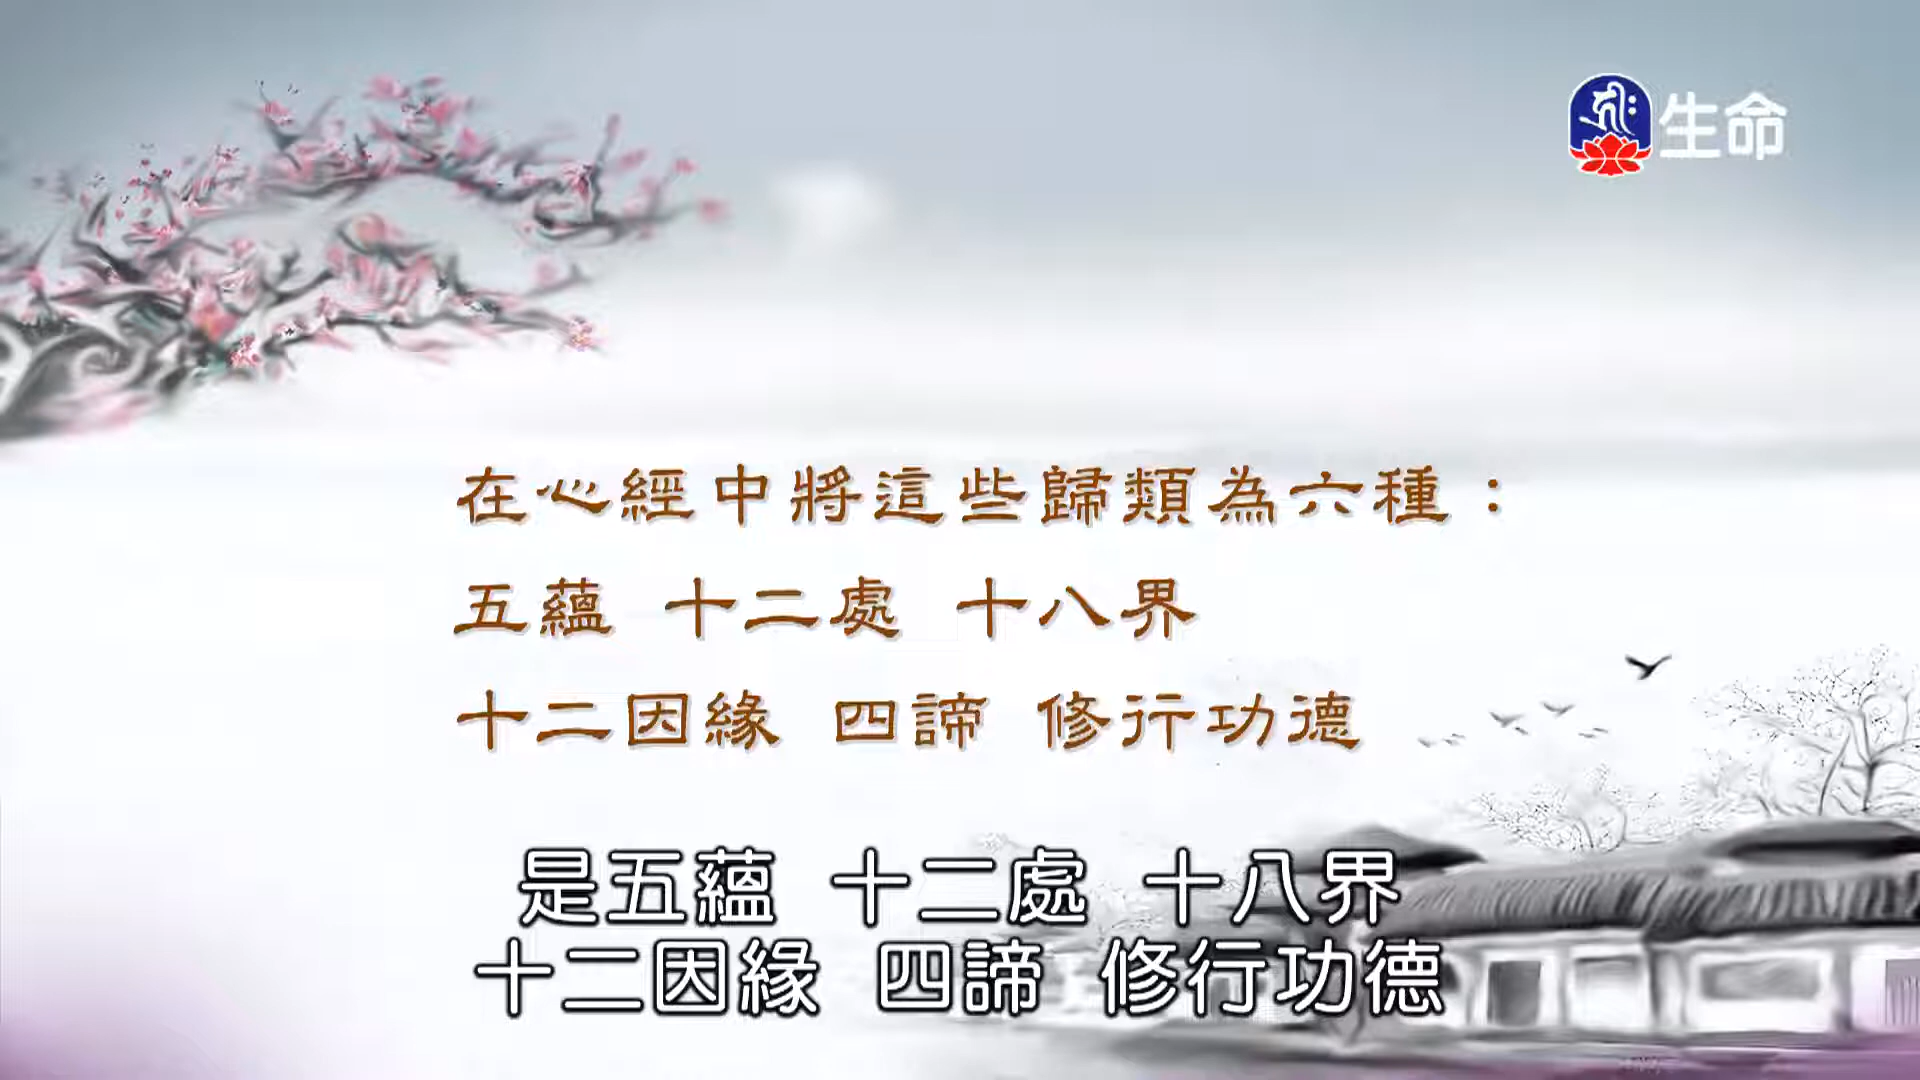 生命
在心經中將這些歸類為六種：
五蘊 十二處 十八界
十二因緣 四諦 修行功德
是五蘊 十二處 十八界
十二因緣 四諦 修行功德